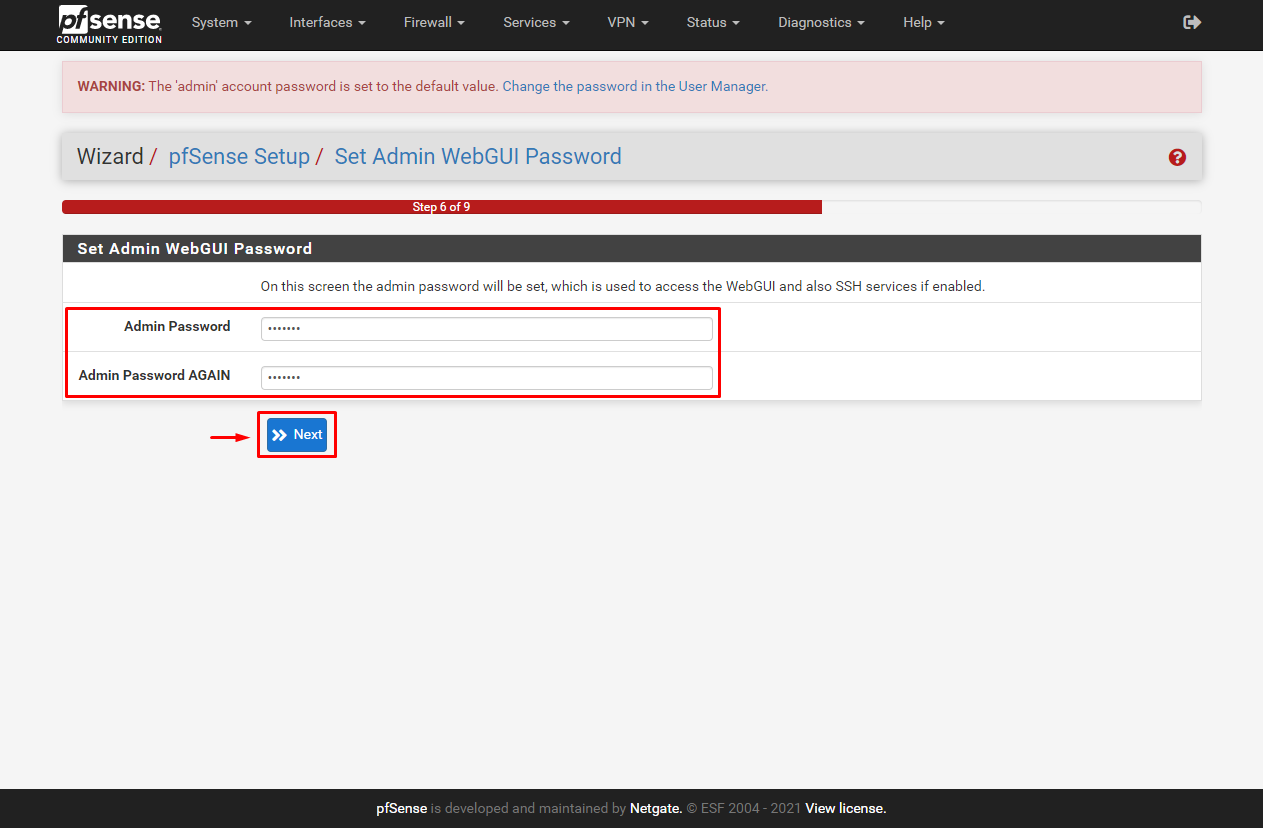 pfsense
COMMUNITY EDITION
System Interfaces Firewall Services VPN Status Diagnostics Help
WARNING: The 'admin' account password is set to the default value. Change the password in the User Manager.
Wizard / pfSense Setup / Set Admin WebGUI Password
Step 6 of 9
Set Admin WebGUI Password
On this screen the admin password will be set, which is used to access the WebGUI and also SSH services if enabled.
Admin Password •••••••
Admin Password AGAIN •••••••
Next
pfSense is developed and maintained by Netgate. © ESF 2004 - 2021 View license.